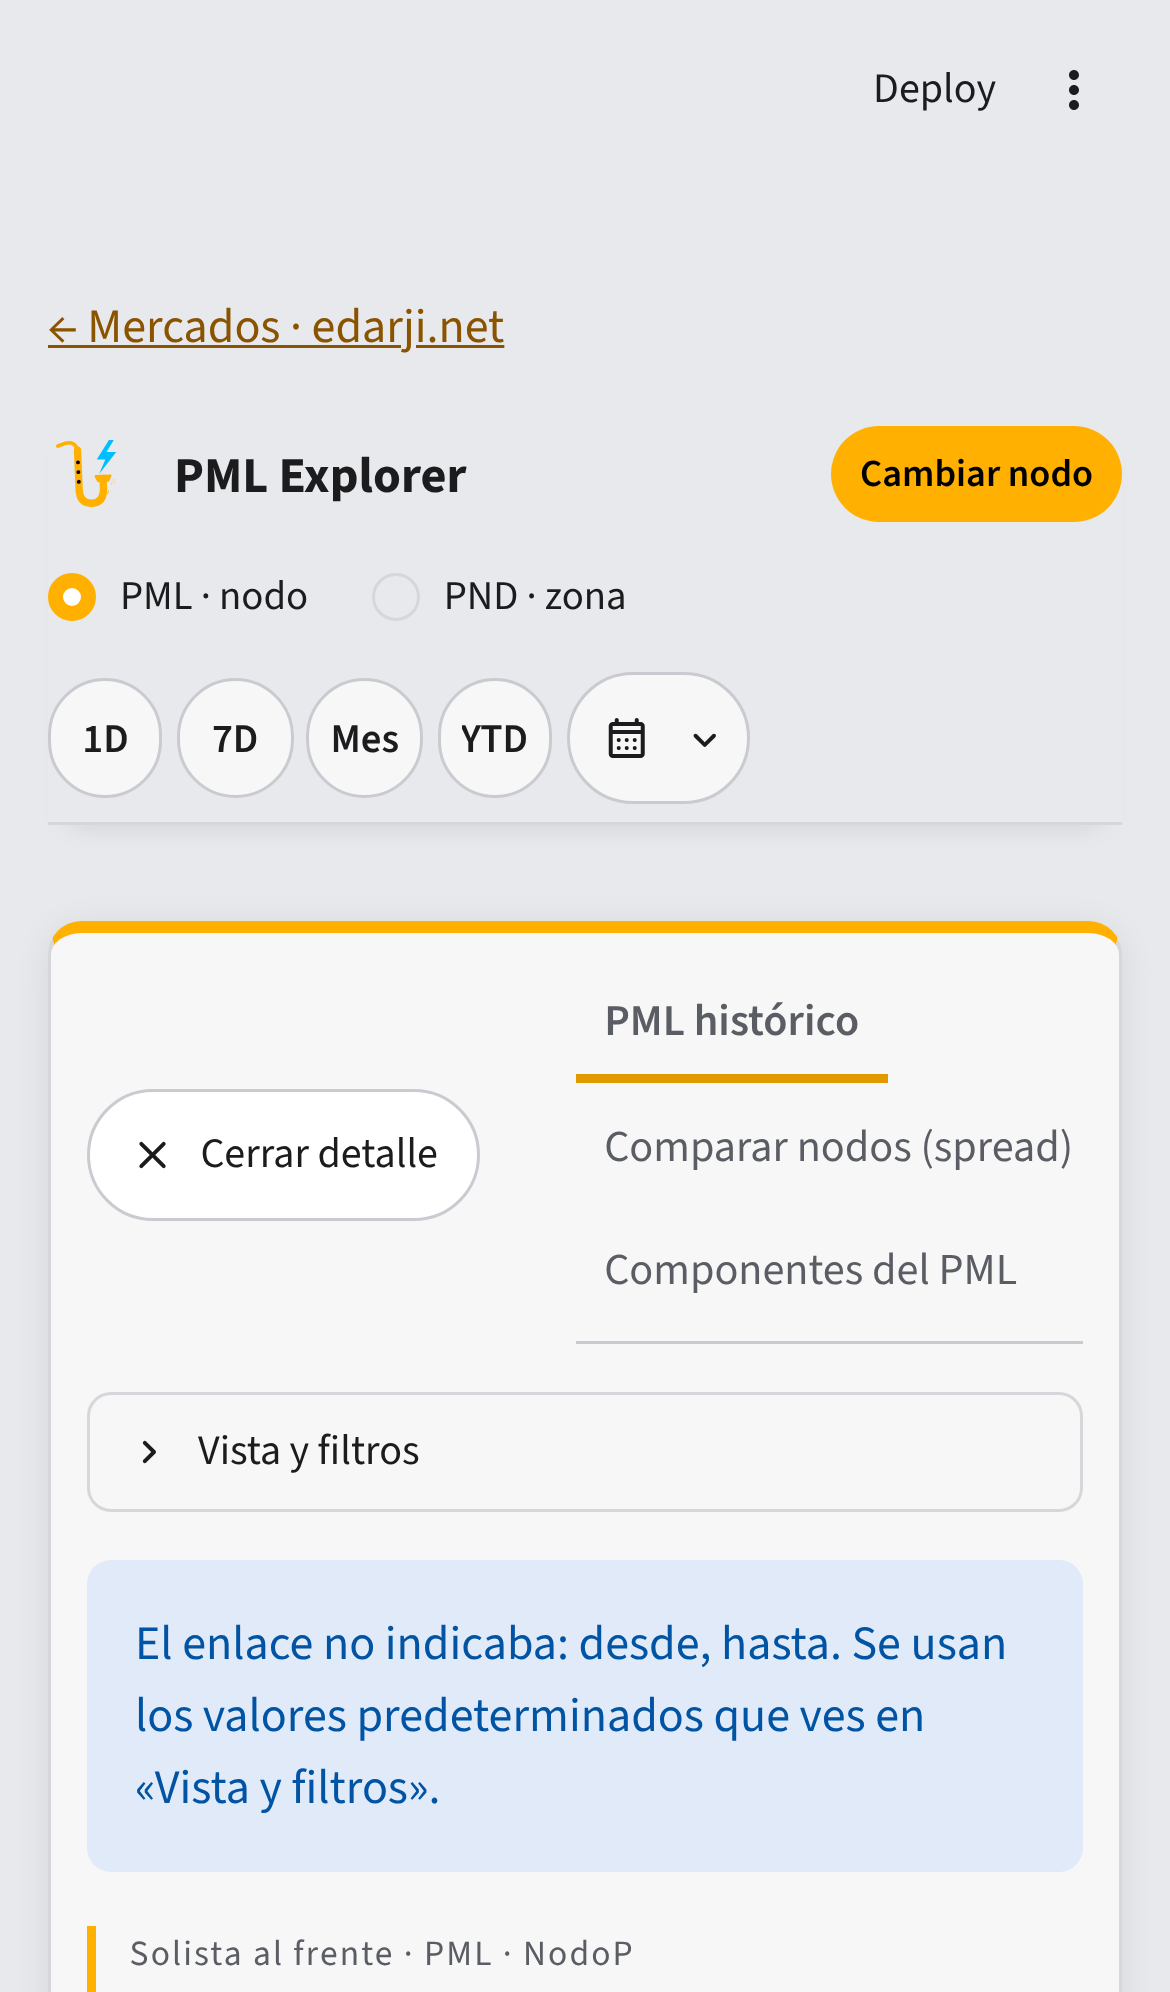 Deploy
← Mercados · edarji.net
PML Explorer
Cambiar nodo
PML · nodo
PND · zona
1D
7D
Mes
YTD
PML histórico
Cerrar detalle
Comparar nodos (spread)
Componentes del PML
Vista y filtros
El enlace no indicaba: desde, hasta. Se usan
los valores predeterminados que ves en
«Vista y filtros».
Solista al frente · PML · NodoP